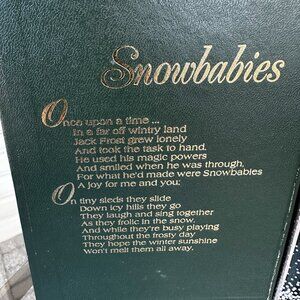 Snowbabies
Once upon a time ...
In a far off wintry land
Jack Frost grew lonely
And took the task to hand.
He used his magic powers
And smiled when he was through,
For what he'd made were Snowbabies
A joy for me and you;
On tiny sleds they slide
Down icy hills they go
They laugh and sing together
As they frolic in the snow.
And while they're busy playing
Throughout the frosty day
They hope the winter sunshine
Won't melt them all away.